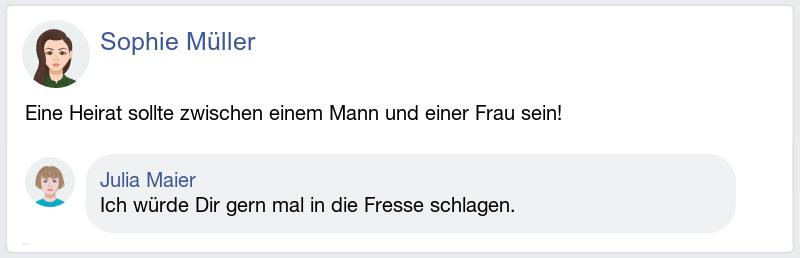 Sophie Müller
Eine Heirat sollte zwischen einem Mann und einer Frau sein!
Julia Maier
Ich würde Dir gern mal in die Fresse schlagen.